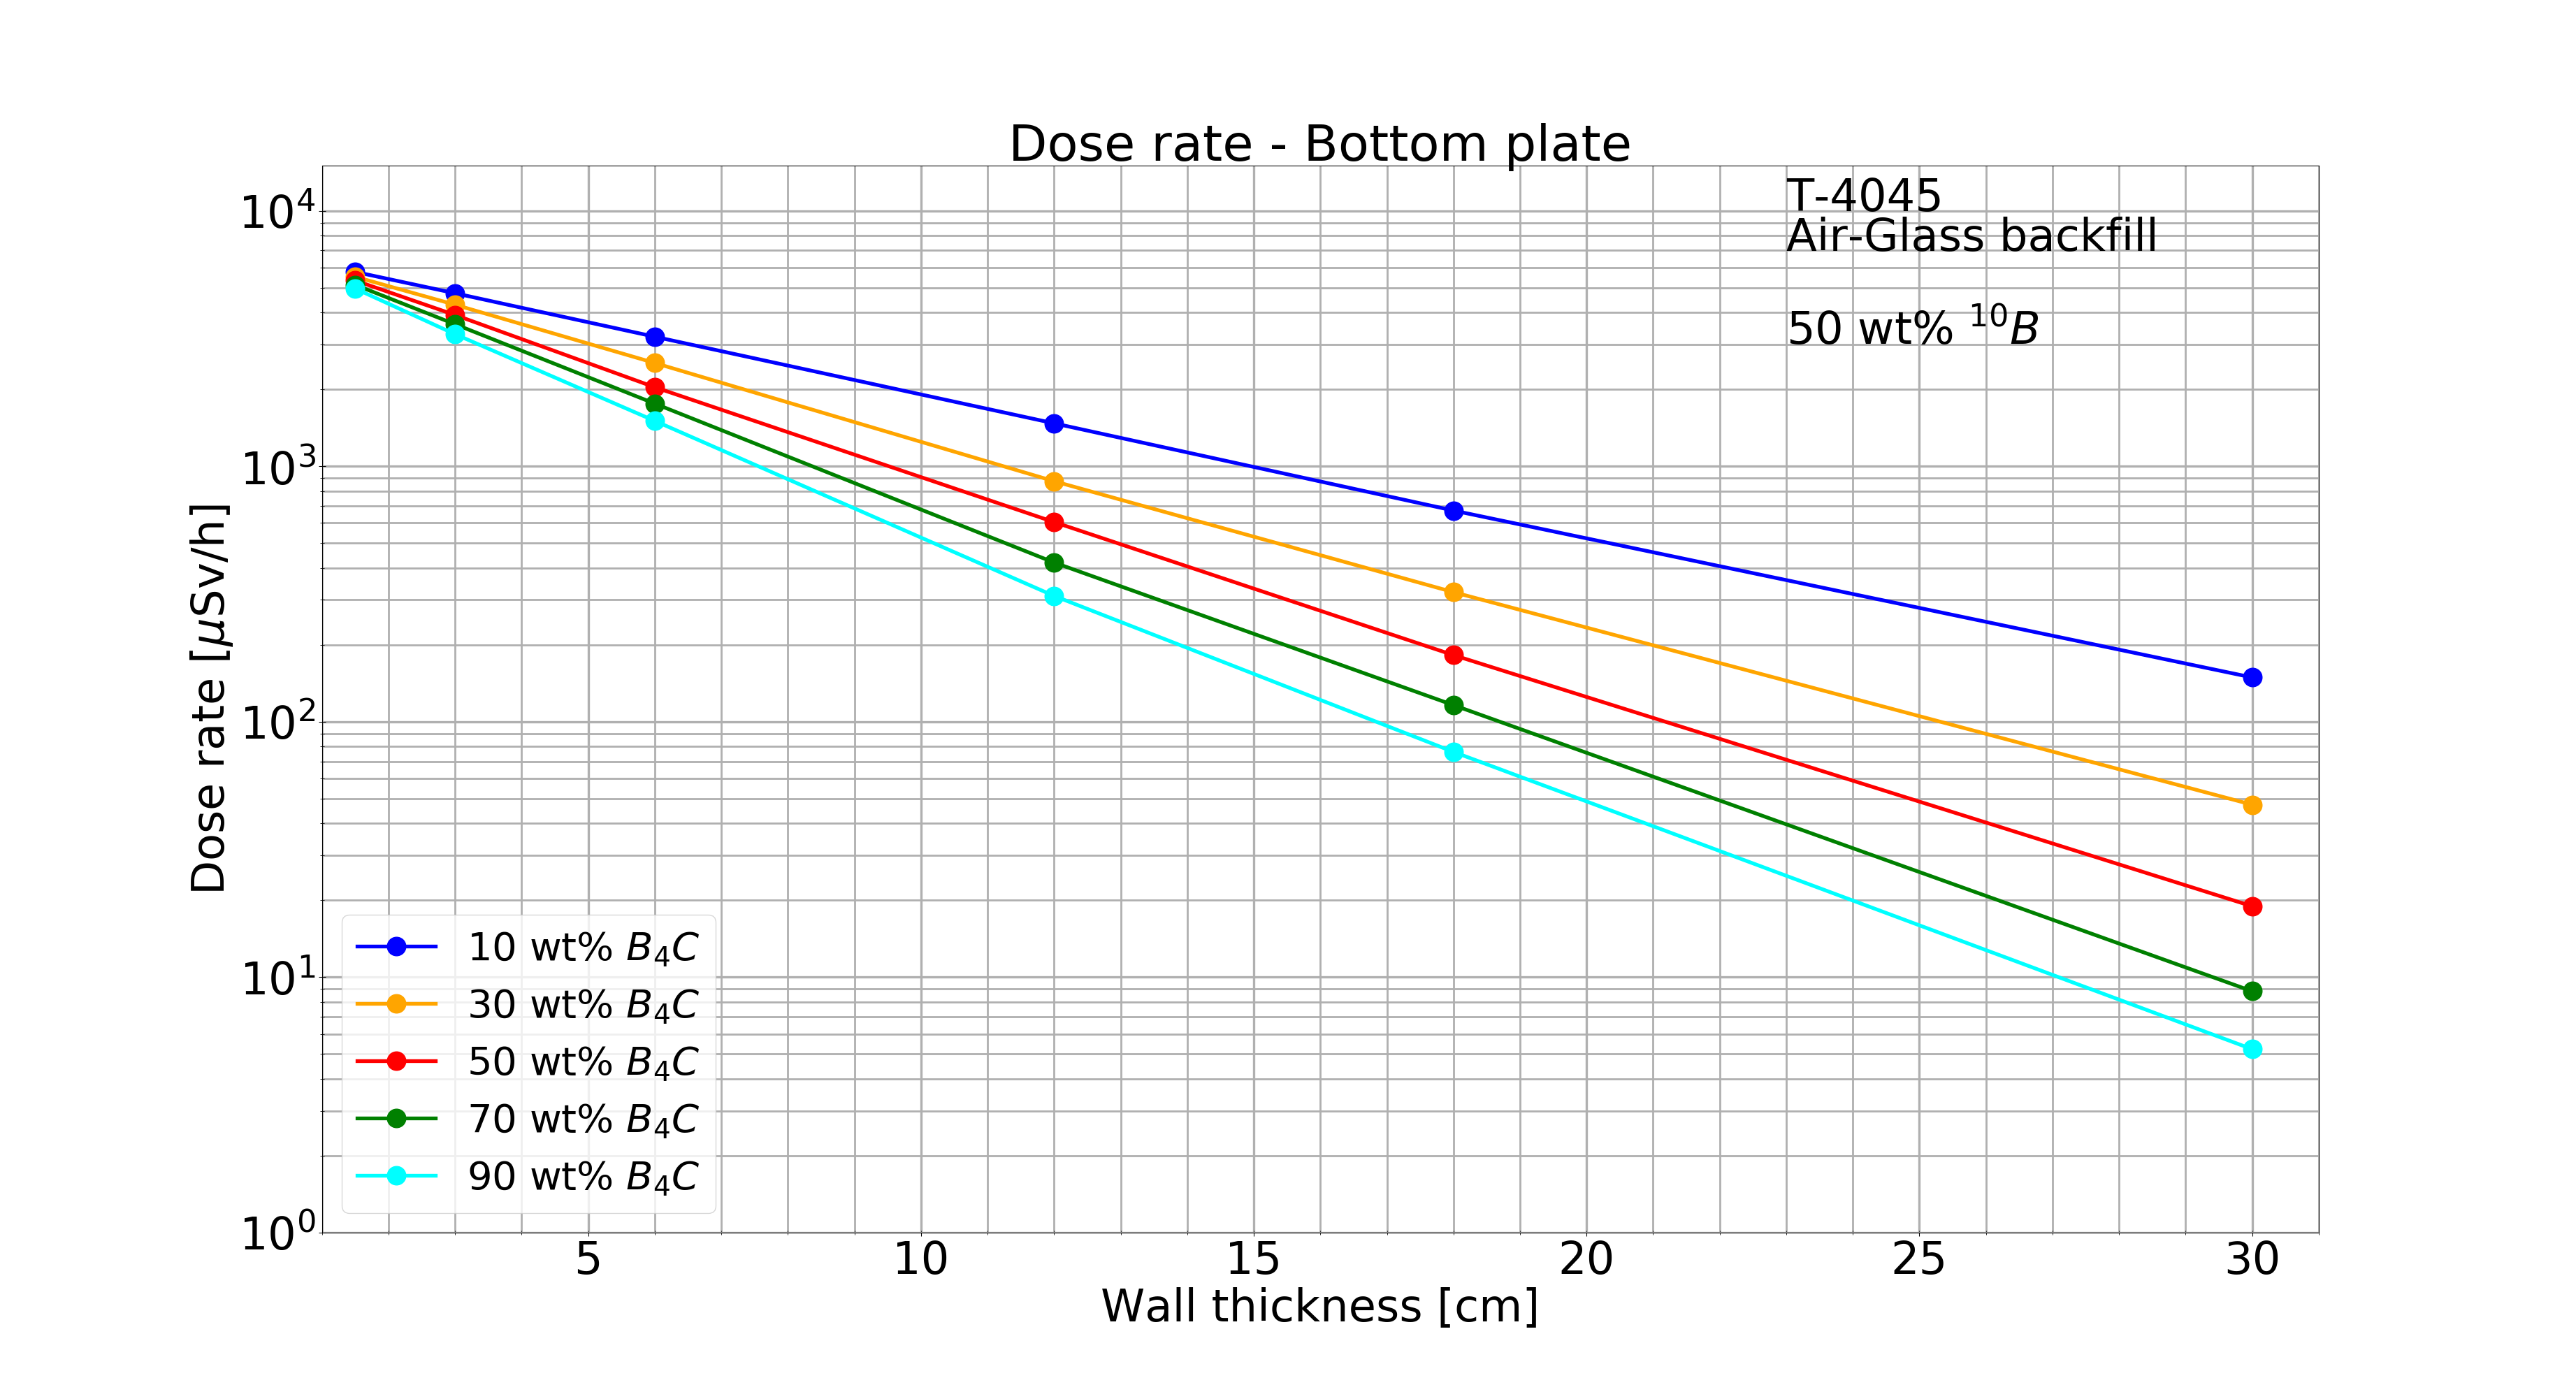 Dose rate - Bottom plate
T-4045
Air-Glass backfill
50 wt% ¹⁰B
Dose rate [μSv/h]
10⁴
10³
10²
10¹
10⁰
10 wt% B₄C
30 wt% B₄C
50 wt% B₄C
70 wt% B₄C
90 wt% B₄C
5 10 15 20 25 30
Wall thickness [cm]